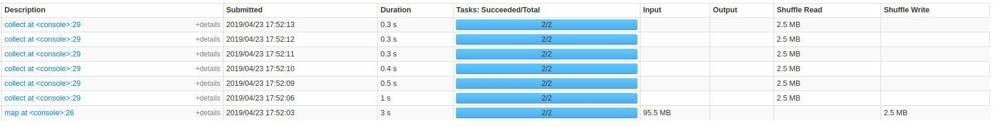 Description Submitted Duration Tasks: Succeeded/Total Input Output Shuffle Read Shuffle Write
collect at <console>:29 +details 2019/04/23 17:52:13 0.3 s 2/2 2.5 MB
collect at <console>:29 +details 2019/04/23 17:52:12 0.3 s 2/2 2.5 MB
collect at <console>:29 +details 2019/04/23 17:52:11 0.3 s 2/2 2.5 MB
collect at <console>:29 +details 2019/04/23 17:52:10 0.4 s 2/2 2.5 MB
collect at <console>:29 +details 2019/04/23 17:52:09 0.5 s 2/2 2.5 MB
collect at <console>:29 +details 2019/04/23 17:52:06 1 s 2/2 2.5 MB
map at <console>:26 +details 2019/04/23 17:52:03 3 s 2/2 95.5 MB 2.5 MB